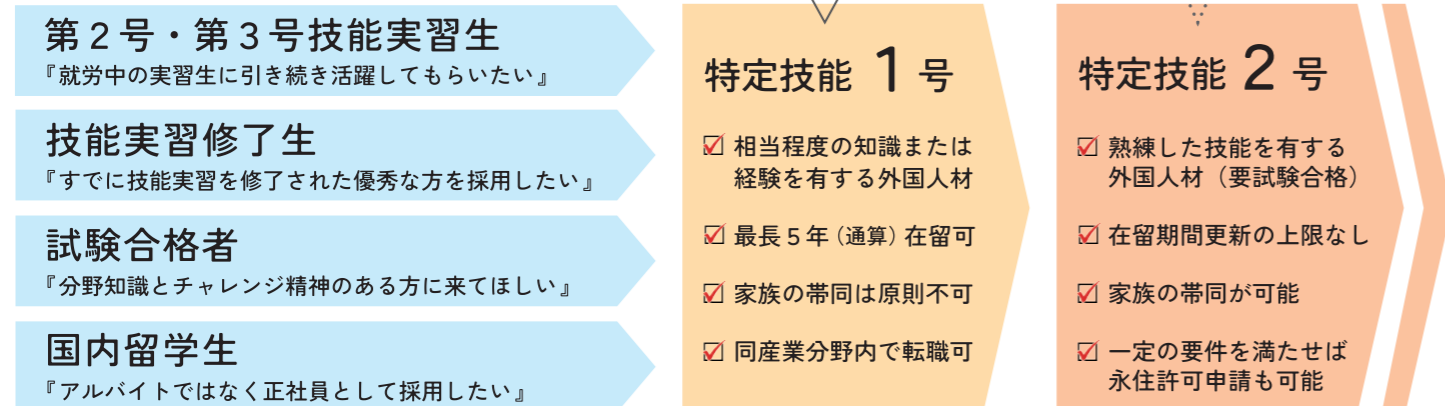 第２号・第３号技能実習生
『就労中の実習生に引き続き活躍してもらいたい』
技能実習修了生
『すでに技能実習を修了された優秀な方を採用したい』
試験合格者
『分野知識とチャレンジ精神のある方に来てほしい』
国内留学生
『アルバイトではなく正社員として採用したい』
特定技能 1 号
相当程度の知識または
経験を有する外国人材
最長５年（通算）在留可
家族の帯同は原則不可
同産業分野内で転職可
特定技能 2 号
熟練した技能を有する
外国人材（要試験合格）
在留期間更新の上限なし
家族の帯同が可能
一定の要件を満たせば
永住許可申請も可能